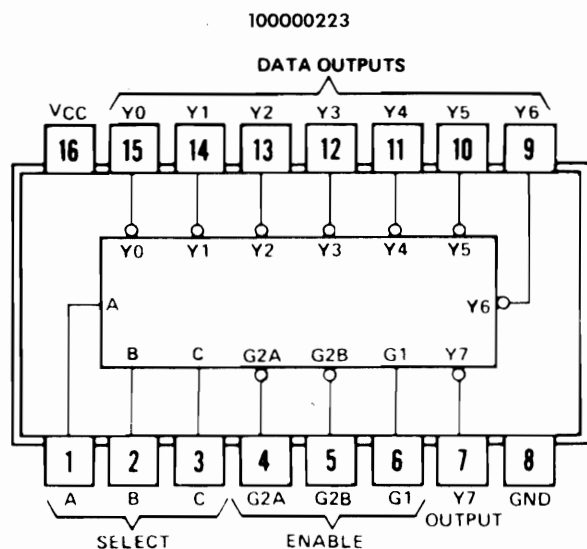 100000223
DATA OUTPUTS
VCC Y0 Y1 Y2 Y3 Y4 Y5 Y6
16 15 14 13 12 11 10 9
Y0 Y1 Y2 Y3 Y4 Y5
A Y6
B C G2A G2B G1 Y7
1 2 3 4 5 6 7 8
A B C G2A G2B G1 Y7 GND
OUTPUT
SELECT ENABLE